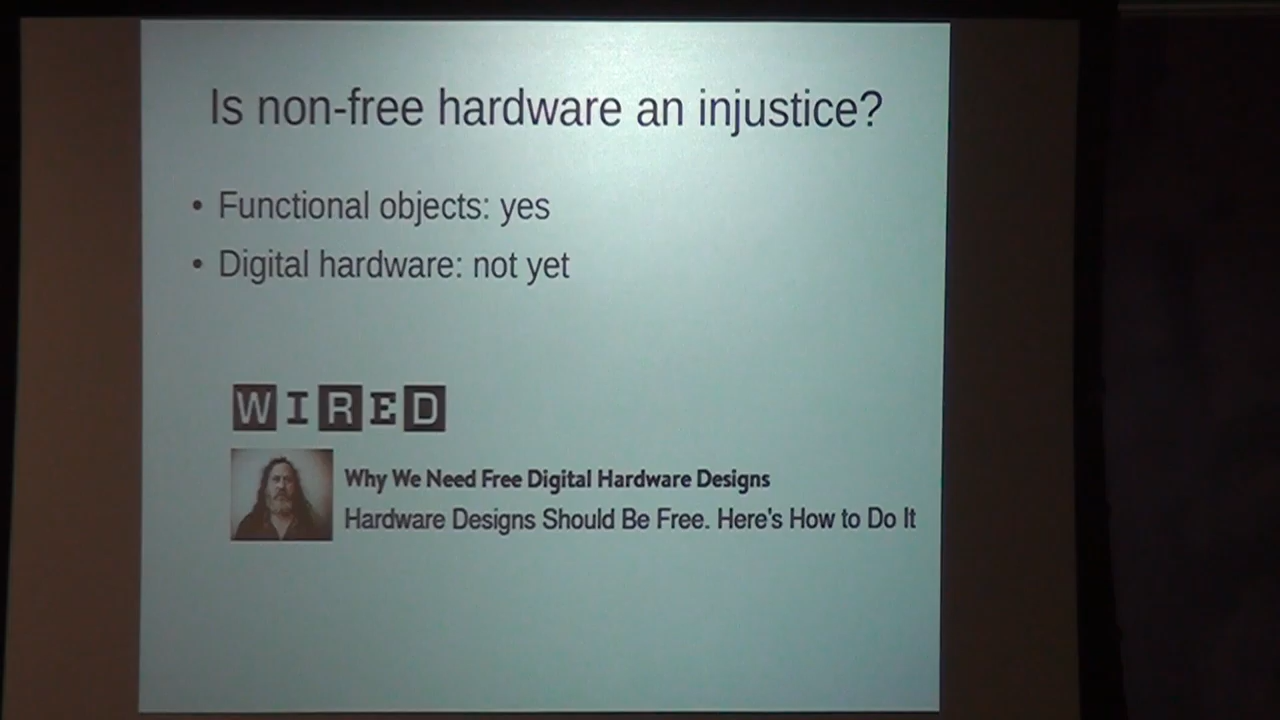 Is non-free hardware an injustice?
• Functional objects: yes
• Digital hardware: not yet
WIRED
Why We Need Free Digital Hardware Designs
Hardware Designs Should Be Free. Here's How to Do It